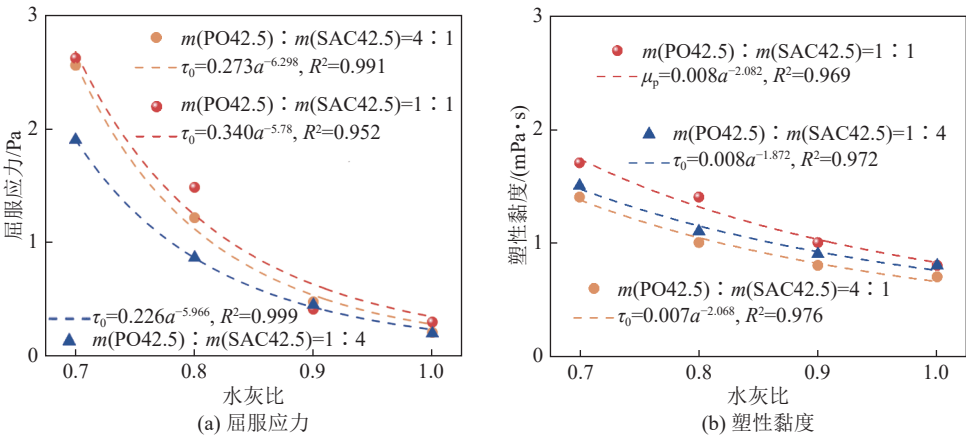 屈服应力/Pa
3
2
1
0
m(PO42.5)∶m(SAC42.5)=4∶1
τ₀=0.273a⁻⁶·²⁹⁸, R²=0.991
m(PO42.5)∶m(SAC42.5)=1∶1
τ₀=0.340a⁻⁵·⁷⁸, R²=0.952
τ₀=0.226a⁻⁵·⁹⁶⁶, R²=0.999
m(PO42.5)∶m(SAC42.5)=1∶4
0.7 0.8 0.9 1.0
水灰比
(a) 屈服应力
塑性黏度/(mPa·s)
3
2
1
0
m(PO42.5)∶m(SAC42.5)=1∶1
μₚ=0.008a⁻²·⁰⁸², R²=0.969
m(PO42.5)∶m(SAC42.5)=1∶4
τ₀=0.008a⁻¹·⁸⁷², R²=0.972
m(PO42.5)∶m(SAC42.5)=4∶1
τ₀=0.007a⁻²·⁰⁶⁸, R²=0.976
0.7 0.8 0.9 1.0
水灰比
(b) 塑性黏度